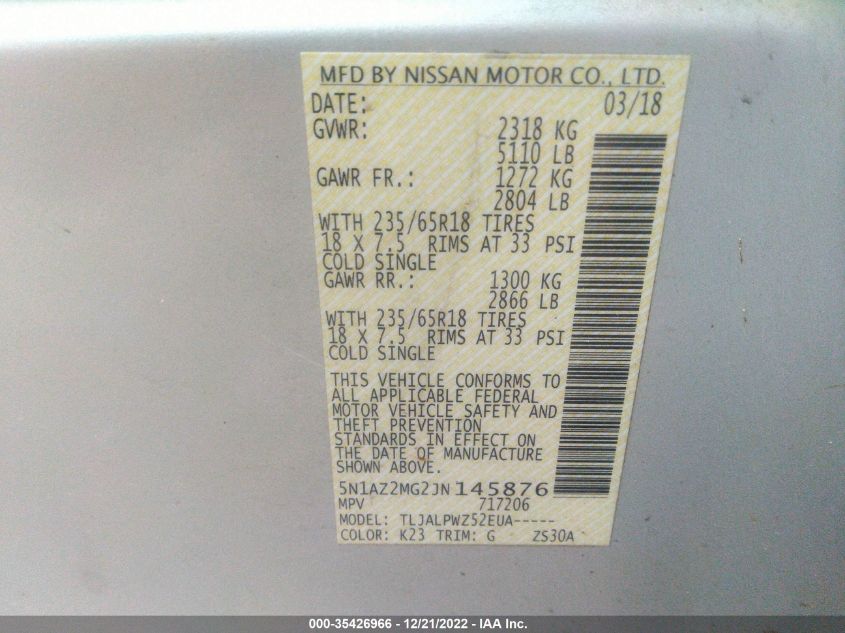 MFD BY NISSAN MOTOR CO., LTD.
DATE: 03/18
GVWR: 2318 KG
5110 LB
GAWR FR.: 1272 KG
2804 LB
WITH 235/65R18 TIRES
18 X 7.5 RIMS AT 33 PSI
COLD SINGLE
GAWR RR.: 1300 KG
2866 LB
WITH 235/65R18 TIRES
18 X 7.5 RIMS AT 33 PSI
COLD SINGLE
THIS VEHICLE CONFORMS TO
ALL APPLICABLE FEDERAL
MOTOR VEHICLE SAFETY AND
THEFT PREVENTION
STANDARDS IN EFFECT ON
THE DATE OF MANUFACTURE
SHOWN ABOVE.
5N1AZ2MG2JN145876
MPV 717206
MODEL: TLJALPWZ52EUA-----
COLOR: K23 TRIM: G ZS30A
000-35426966 - 12/21/2022 - IAA Inc.